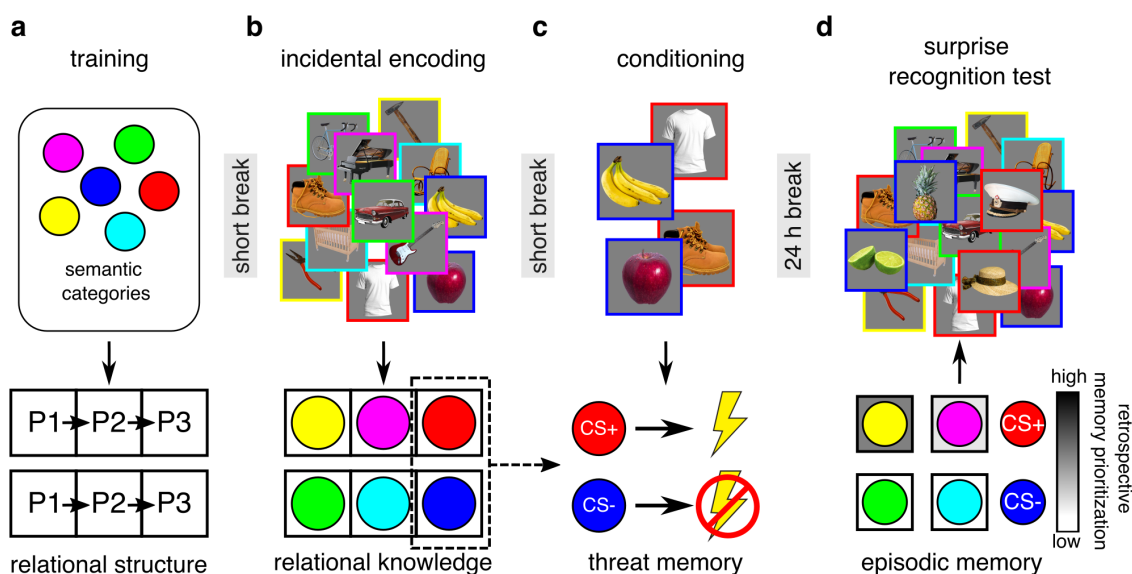 a
training
semantic
categories
P1 P2 P3
P1 P2 P3
relational structure
b
incidental encoding
short break
relational knowledge
c
conditioning
short break
CS+
CS-
threat memory
d
surprise
recognition test
24 h break
CS+
CS-
episodic memory
high
low
retrospective
memory prioritization